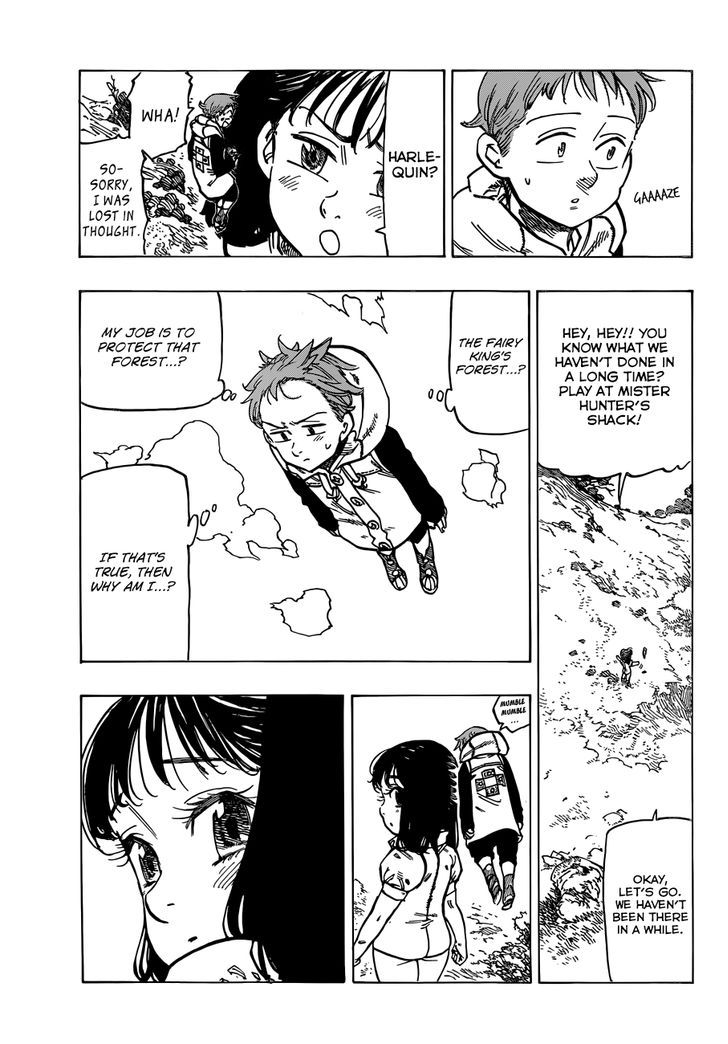 GAAAAZE
HARLE-
QUIN?
WHA!
SO-
SORRY,
I WAS
LOST IN
THOUGHT.
HEY, HEY!! YOU
KNOW WHAT WE
HAVEN'T DONE IN
A LONG TIME?
PLAY AT MISTER
HUNTER'S
SHACK!
OKAY,
LET'S GO.
WE HAVEN'T
BEEN THERE
IN A WHILE.
THE FAIRY
KING'S
FOREST...?
MY JOB IS TO
PROTECT THAT
FOREST...?
IF THAT'S
TRUE, THEN
WHY AM I...?
MUMBLE
MUMBLE
...